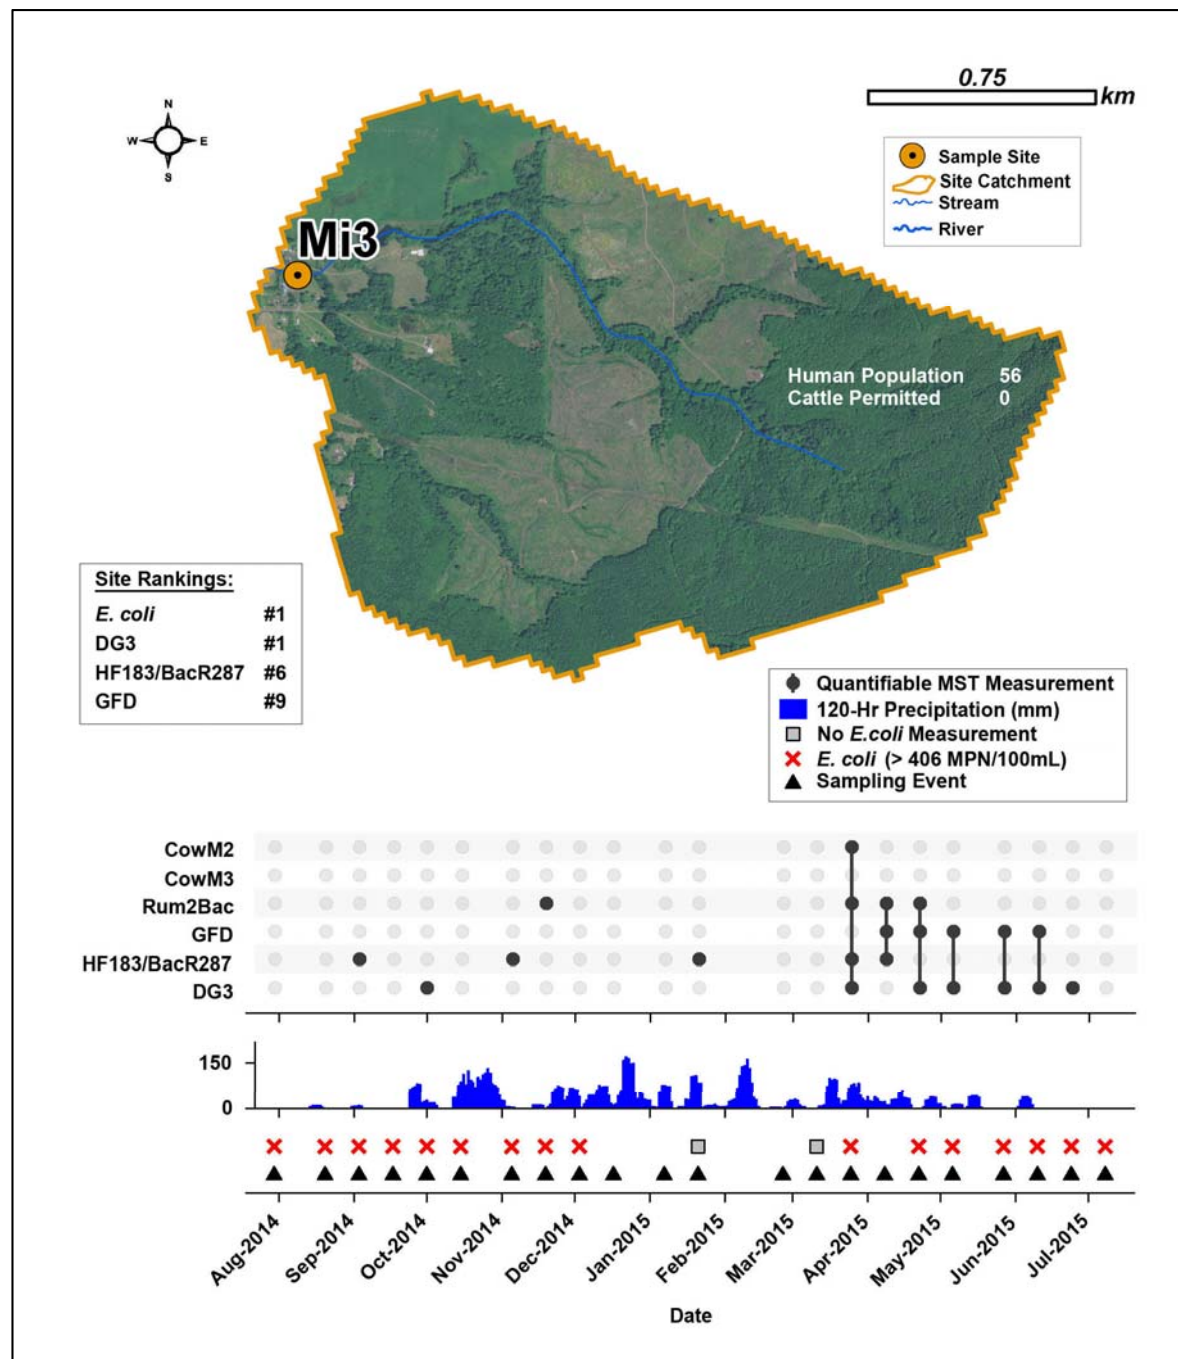 0.75
km
N
W E
S
Sample Site
Site Catchment
Stream
River
Mi3
Human Population 56
Cattle Permitted 0
Site Rankings:
E. coli #1
DG3 #1
HF183/BacR287 #6
GFD #9
Quantifiable MST Measurement
120-Hr Precipitation (mm)
No E.coli Measurement
E. coli (> 406 MPN/100mL)
Sampling Event
CowM2
CowM3
Rum2Bac
GFD
HF183/BacR287
DG3
150
0
Aug-2014
Sep-2014
Oct-2014
Nov-2014
Dec-2014
Jan-2015
Feb-2015
Mar-2015
Apr-2015
May-2015
Jun-2015
Jul-2015
Date